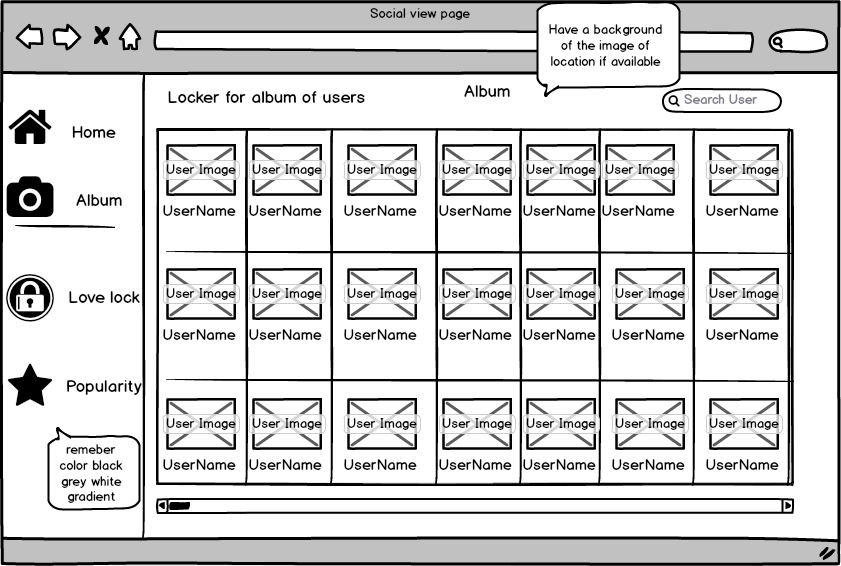 Social view page
Have a background
of the image of
location if available
Locker for album of users
Album
Search User
Home
Album
Love lock
Popularity
remeber
color black
grey white
gradient
User Image User Image User Image User Image User Image User Image User Image
UserName UserName UserName UserName UserName UserName UserName
User Image User Image User Image User Image User Image User Image User Image
UserName UserName UserName UserName UserName UserName UserName
User Image User Image User Image User Image User Image User Image User Image
UserName UserName UserName UserName UserName UserName UserName